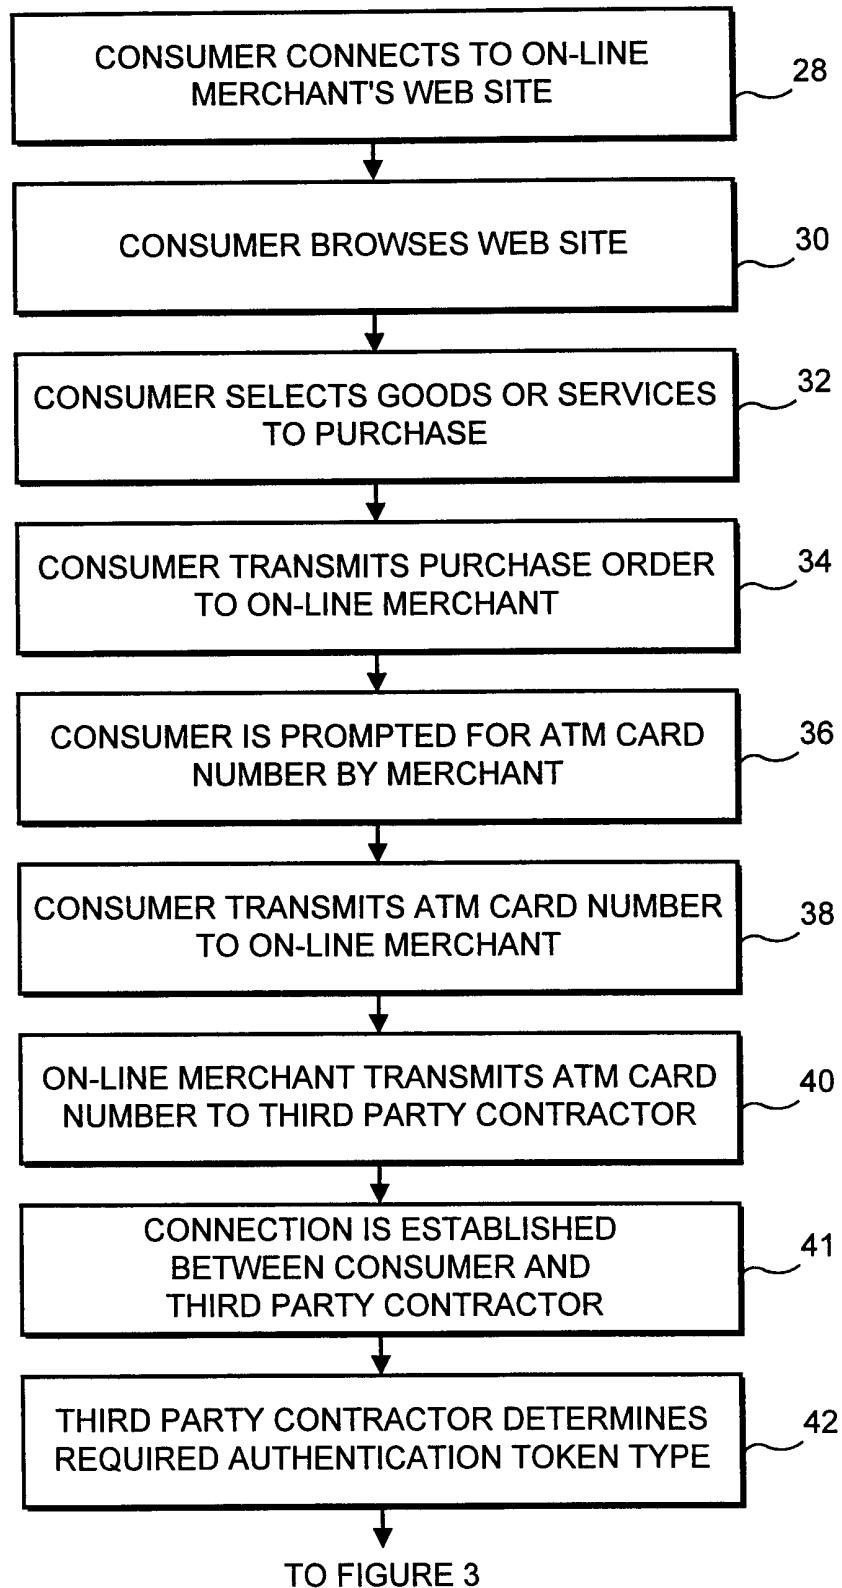 CONSUMER CONNECTS TO ON-LINE
MERCHANT'S WEB SITE
28
CONSUMER BROWSES WEB SITE
30
CONSUMER SELECTS GOODS OR SERVICES
TO PURCHASE
32
CONSUMER TRANSMITS PURCHASE ORDER
TO ON-LINE MERCHANT
34
CONSUMER IS PROMPTED FOR ATM CARD
NUMBER BY MERCHANT
36
CONSUMER TRANSMITS ATM CARD NUMBER
TO ON-LINE MERCHANT
38
ON-LINE MERCHANT TRANSMITS ATM CARD
NUMBER TO THIRD PARTY CONTRACTOR
40
CONNECTION IS ESTABLISHED
BETWEEN CONSUMER AND
THIRD PARTY CONTRACTOR
41
THIRD PARTY CONTRACTOR DETERMINES
REQUIRED AUTHENTICATION TOKEN TYPE
42
TO FIGURE 3